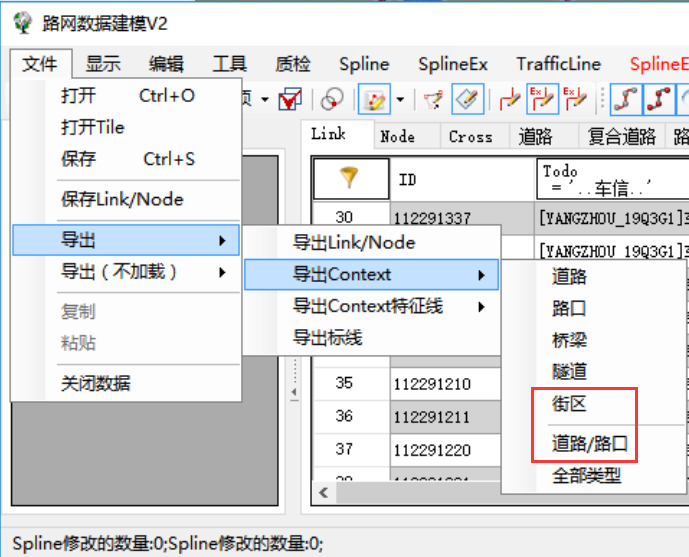 路网数据建模V2
文件 显示 编辑 工具 质检 Spline SplineEx TrafficLine SplineE
打开 Ctrl+O
打开Tile
保存 Ctrl+S
保存Link/Node
导出
导出（不加载）
复制
粘贴
关闭数据
导出Link/Node
导出Context
导出Context特征线
导出标线
道路
路口
桥梁
隧道
街区
道路/路口
全部类型
Link Node Cross 道路 复合道路 路
ID
Todo
= '..车信..'
30 112291337 [YANGZHOU_19Q3G1]
[YANGZHOU_19Q3G1]
35 112291210
36 112291211
37 112291220
Spline修改的数量:0;Spline修改的数量:0;